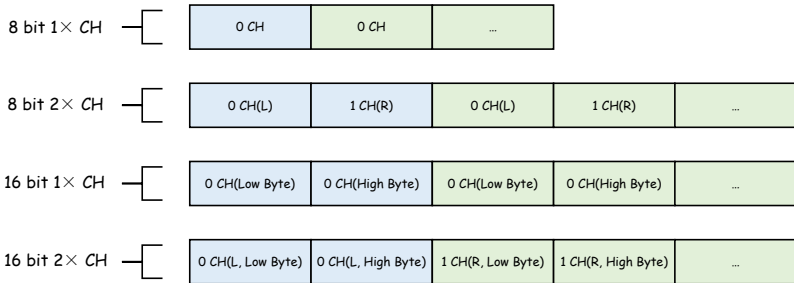 8 bit 1× CH 0 CH 0 CH ...
8 bit 2× CH 0 CH(L) 1 CH(R) 0 CH(L) 1 CH(R) ...
16 bit 1× CH 0 CH(Low Byte) 0 CH(High Byte) 0 CH(Low Byte) 0 CH(High Byte) ...
16 bit 2× CH 0 CH(L, Low Byte) 0 CH(L, High Byte) 1 CH(R, Low Byte) 1 CH(R, High Byte) ...